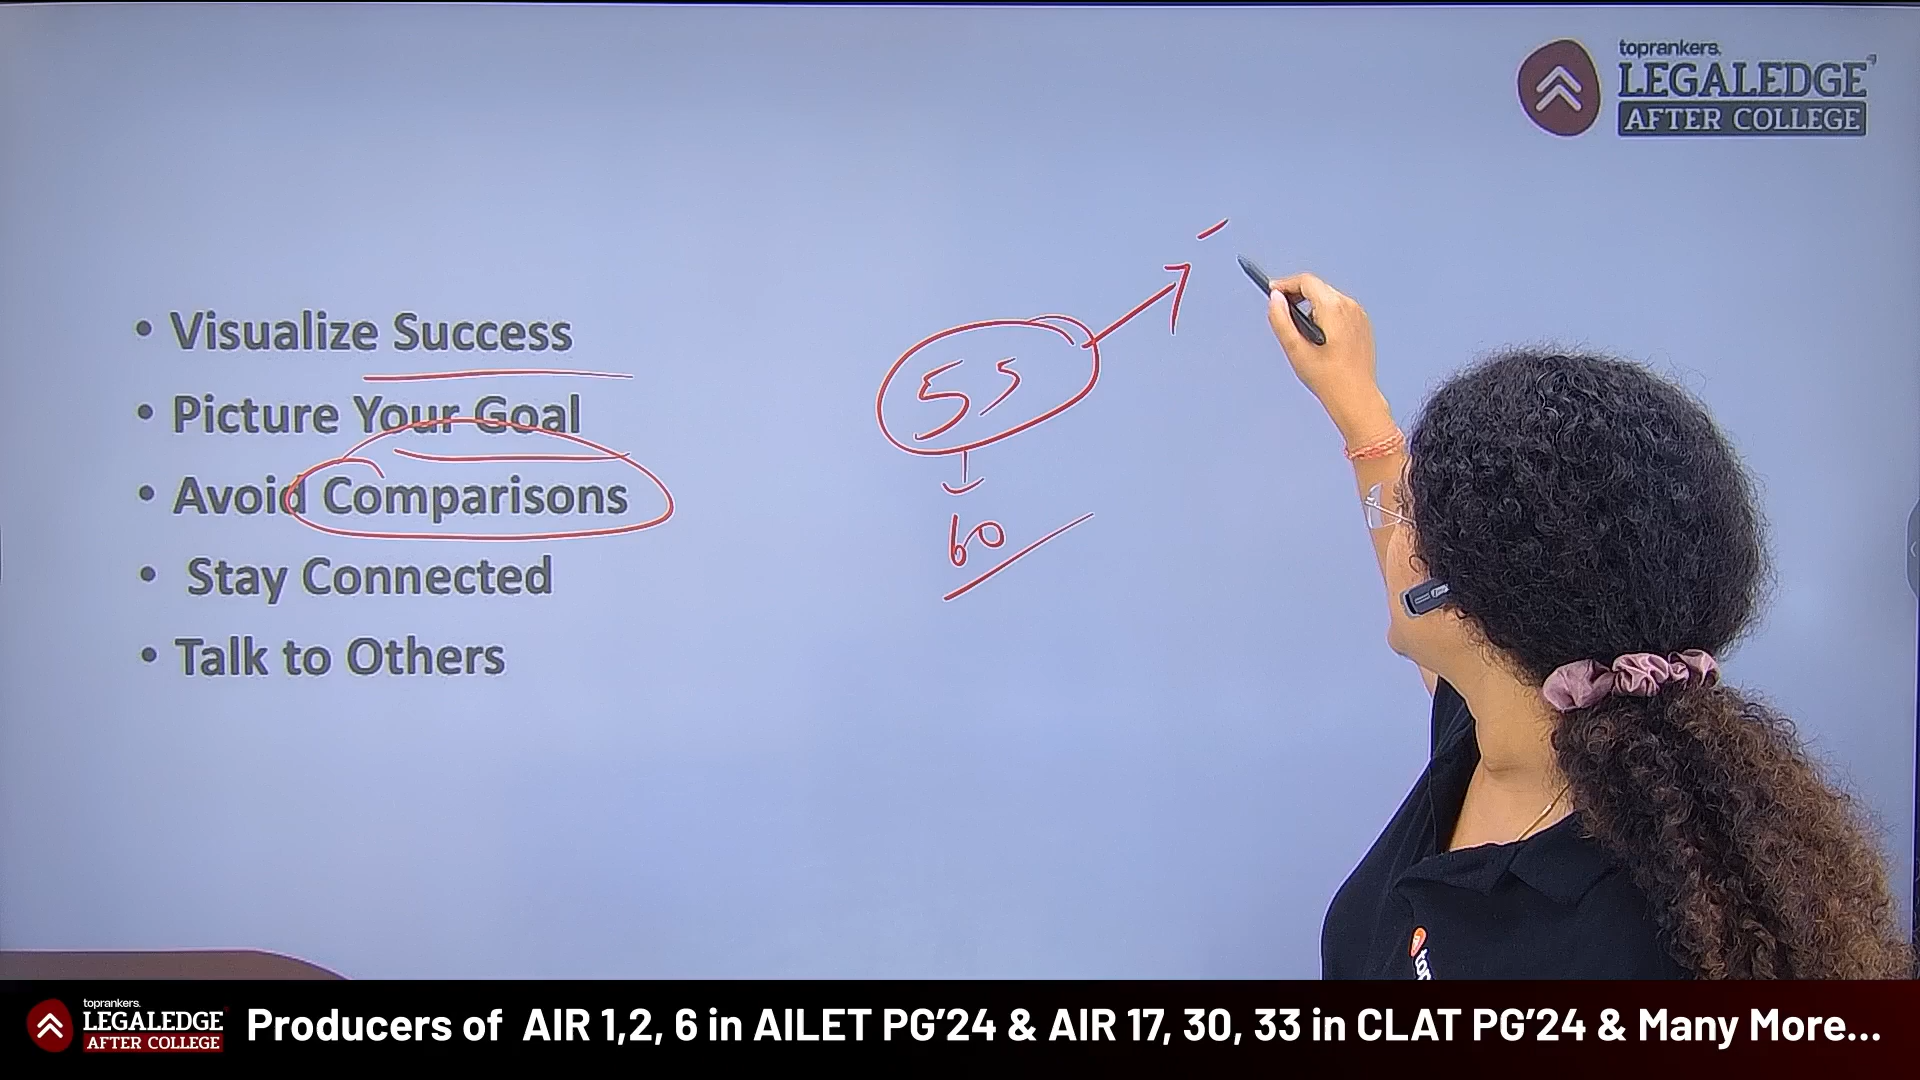 toprankers.
LEGALEDGE
AFTER COLLEGE
• Visualize Success
• Picture Your Goal
• Avoid Comparisons
• Stay Connected
• Talk to Others
55
60
toprankers.
LEGALEDGE
AFTER COLLEGE
Producers of AIR 1,2, 6 in AILET PG'24 & AIR 17, 30, 33 in CLAT PG'24 & Many More...